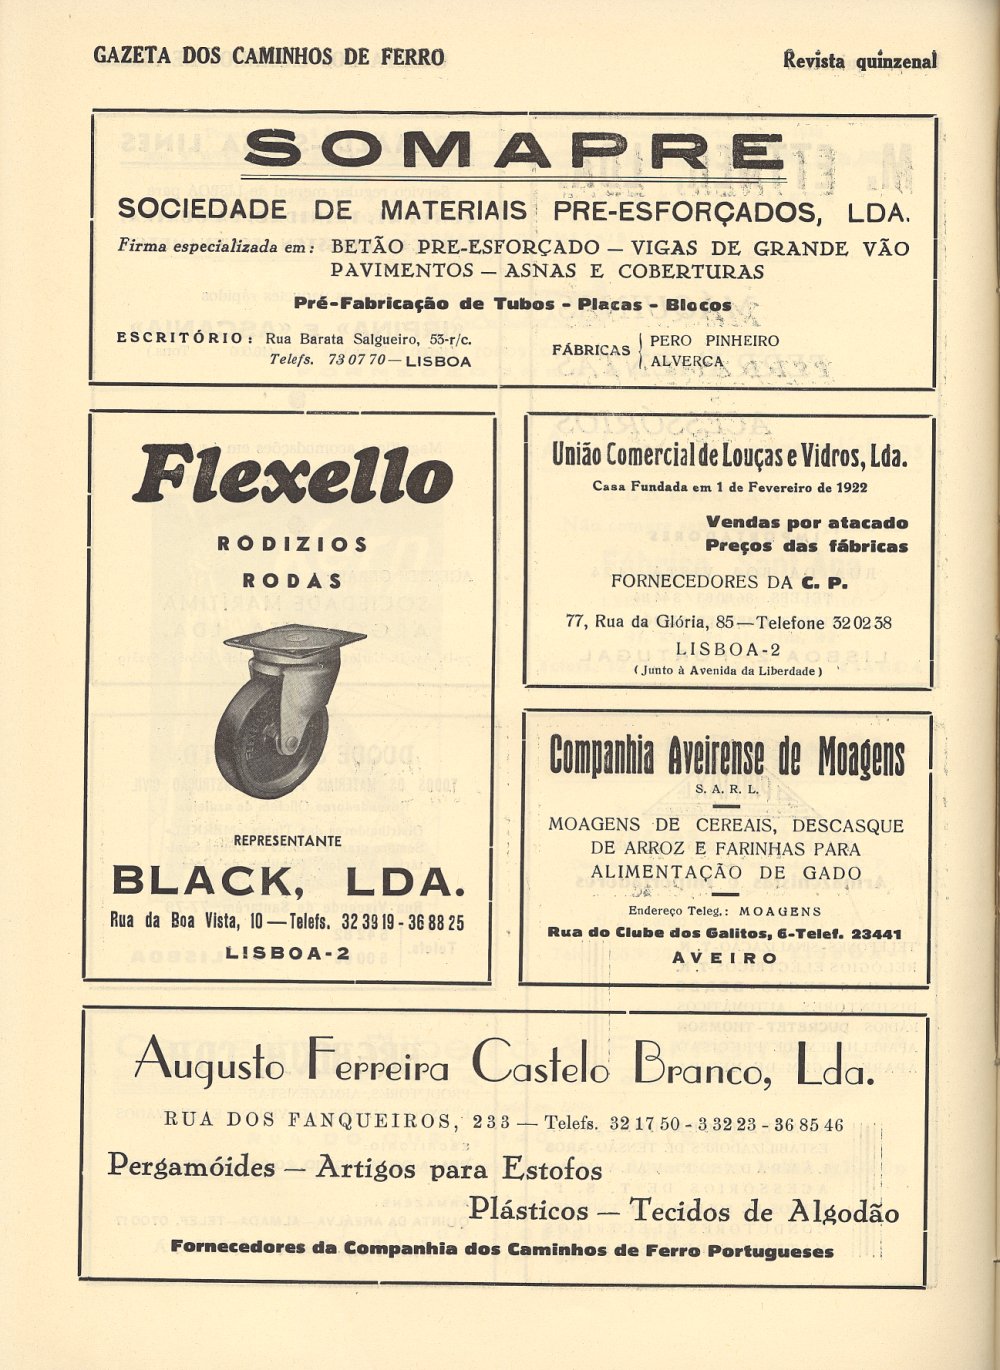 GAZETA DOS CAMINHOS DE FERRO
Revista quinzenal
SOMAPRE
SOCIEDADE DE MATERIAIS PRE-ESFORÇADOS, LDA.
Firma especializada em: BETÃO PRE-ESFORÇADO — VIGAS DE GRANDE VÃO
PAVIMENTOS — ASNAS E COBERTURAS
Pré-Fabricação de Tubos - Placas - Blocos
ESCRITÓRIO: Rua Barata Salgueiro, 53-r/c.
Telefs. 73 07 70 — LISBOA
FÁBRICAS
PERO PINHEIRO
ALVERCA
Flexello
RODIZIOS
RODAS
REPRESENTANTE
BLACK, LDA.
Rua da Boa Vista, 10 — Telefs. 32 39 19 - 36 88 25
LISBOA-2
União Comercial de Louças e Vidros, Lda.
Casa Fundada em 1 de Fevereiro de 1922
Vendas por atacado
Preços das fábricas
FORNECEDORES DA C. P.
77, Rua da Glória, 85 — Telefone 32 02 38
LISBOA-2
(Junto à Avenida da Liberdade)
Companhia Aveirense de Moagens
S. A. R. L.
MOAGENS DE CEREAIS, DESCASQUE
DE ARROZ E FARINHAS PARA
ALIMENTAÇÃO DE GADO
Endereço Teleg.: MOAGENS
Rua do Clube dos Galitos, 6-Telef. 23441
AVEIRO
Augusto Ferreira Castelo Branco, Lda.
RUA DOS FANQUEIROS, 233 — Telefs. 32 17 50 - 3 32 23 - 36 85 46
Pergamóides — Artigos para Estofos
Plásticos — Tecidos de Algodão
Fornecedores da Companhia dos Caminhos de Ferro Portugueses